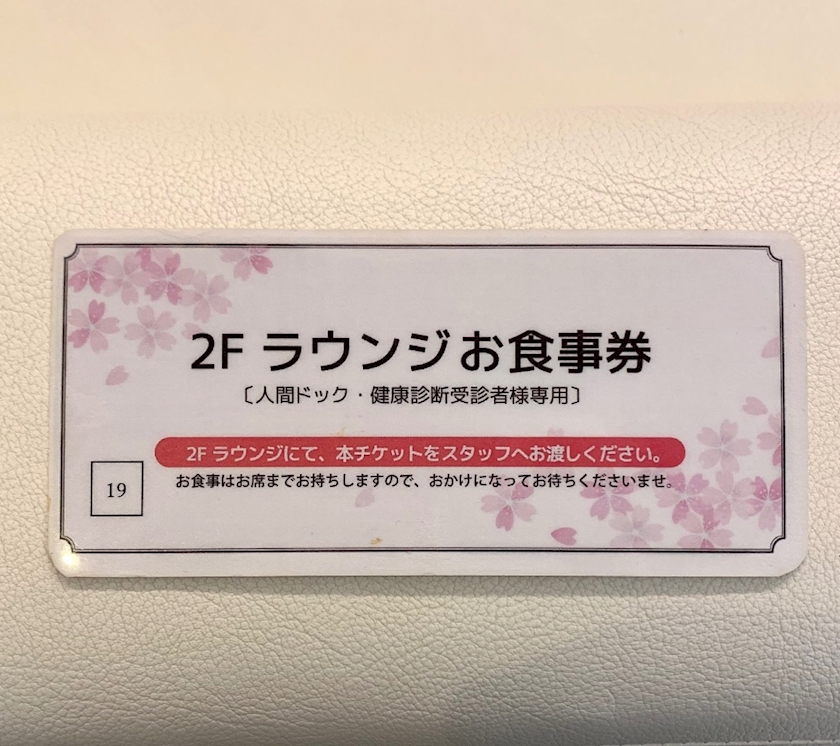 2F ラウンジお食事券
〔人間ドック・健康診断受診者様専用〕
2F ラウンジにて、本チケットをスタッフへお渡しください。
お食事はお席までお持ちしますので、おかけになってお待ちくださいませ。
19